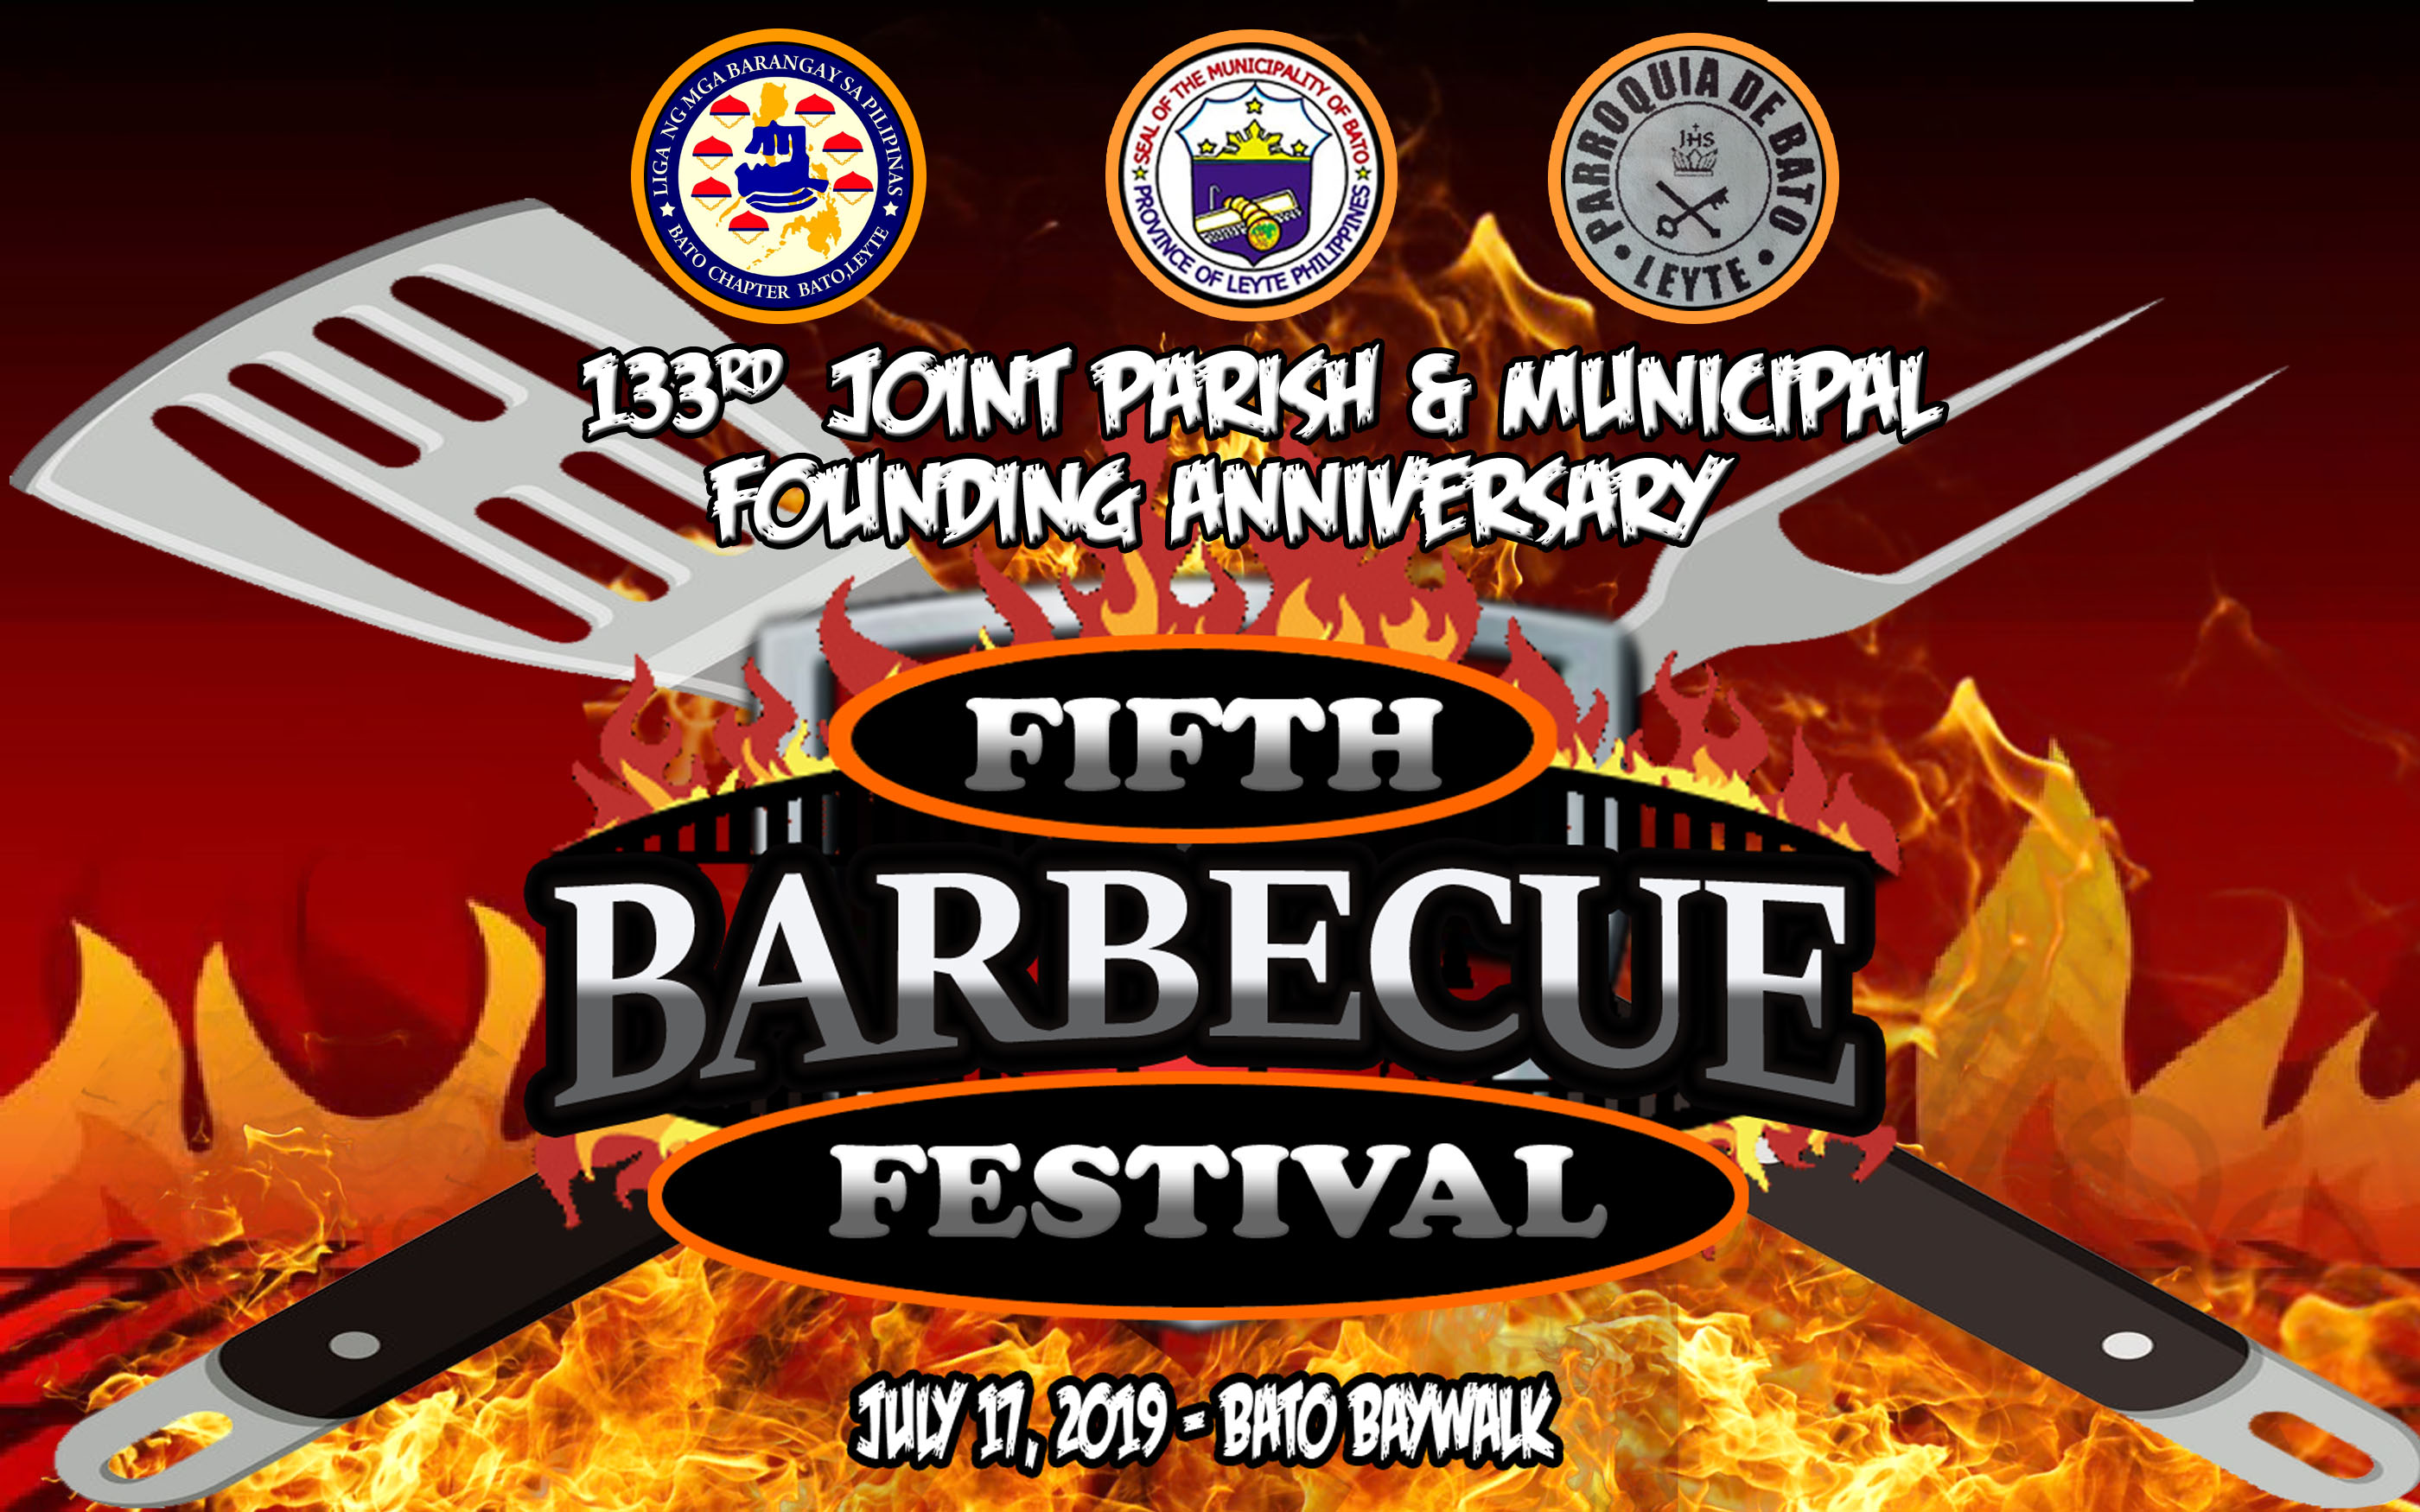 LIGA NG MGA BARANGAY SA PILIPINAS
BATO CHAPTER BATO,LEYTE
SEAL OF THE MUNICIPALITY OF BATO
PROVINCE OF LEYTE PHILIPPINES
PARROQUIA DE BATO
LEYTE
JHS
133RD JOINT PARISH & MUNICIPAL
FOUNDING ANNIVERSARY
FIFTH
BARBECUE
FESTIVAL
JULY 17, 2019 - BATO BAYWALK